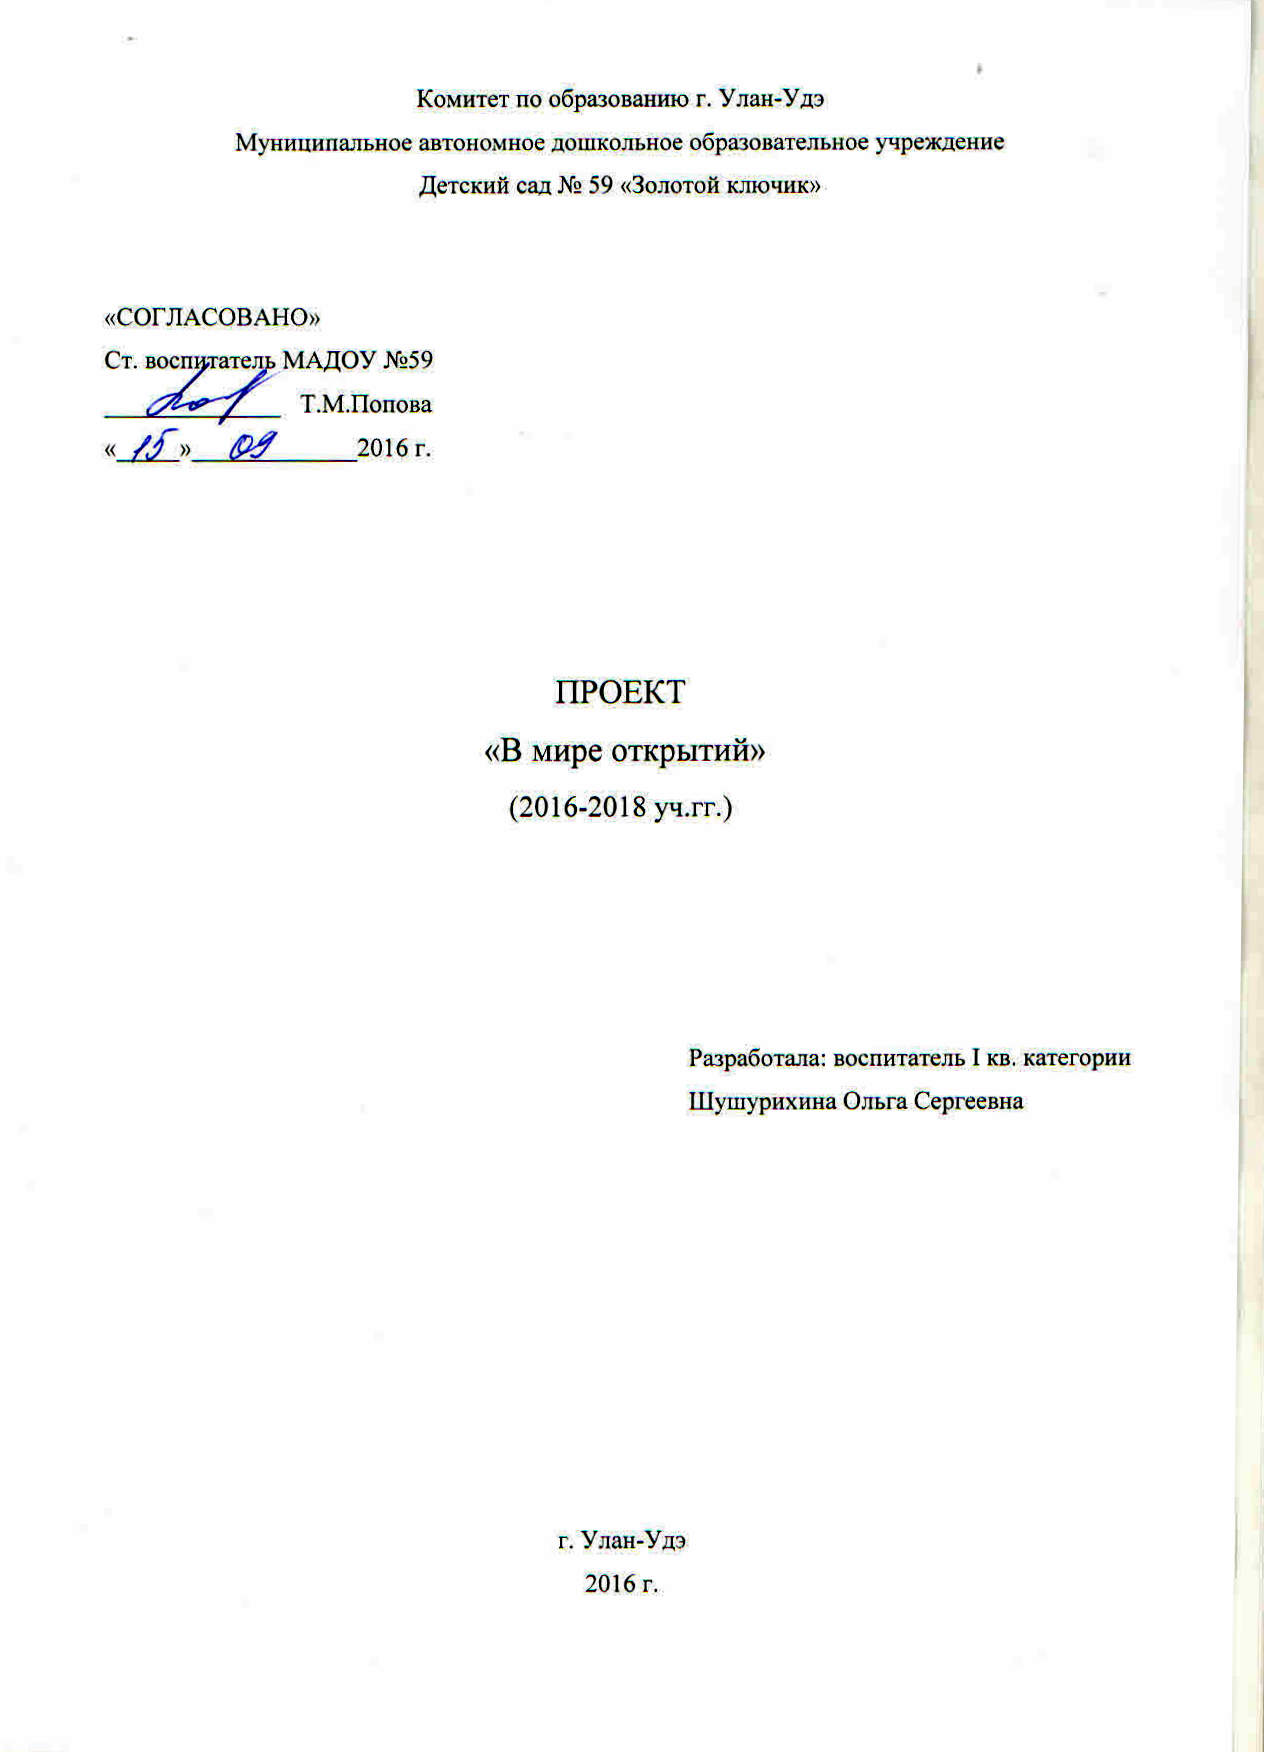 Комитет по образованию г. Улан-Удэ
Муниципальное автономное дошкольное образовательное учреждение
Детский сад № 59 «Золотой ключик»
«СОГЛАСОВАНО»
Ст. воспитатель МАДОУ №59
Т.М.Попова
«15» 09 2016 г.
ПРОЕКТ
«В мире открытий»
(2016-2018 уч.гг.)
Разработала: воспитатель I кв. категории
Шушурихина Ольга Сергеевна
г. Улан-Удэ
2016 г.